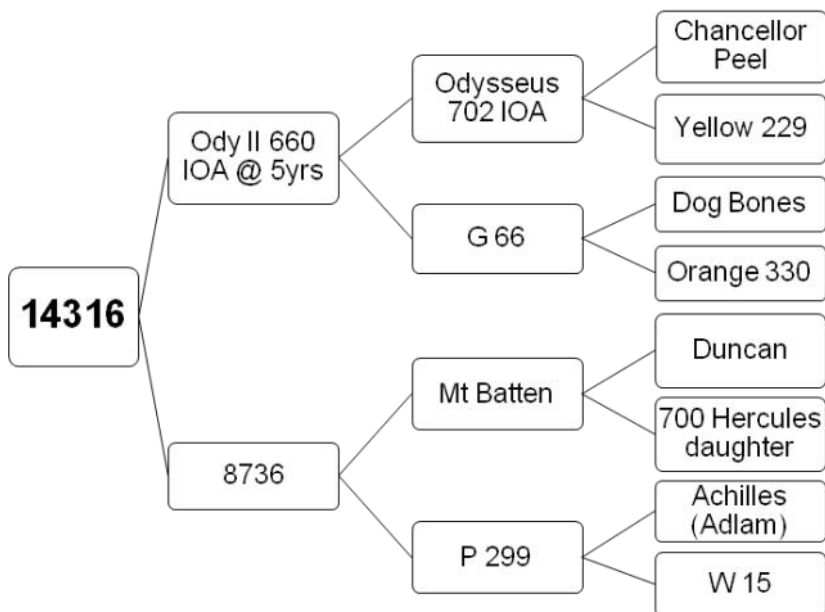 Chancellor
Peel
Odysseus
702 IOA
Yellow 229
Ody II 660
IOA @ 5yrs
Dog Bones
G 66
Orange 330
14316
Duncan
Mt Batten
700 Hercules
daughter
8736
Achilles
(Adlam)
P 299
W 15